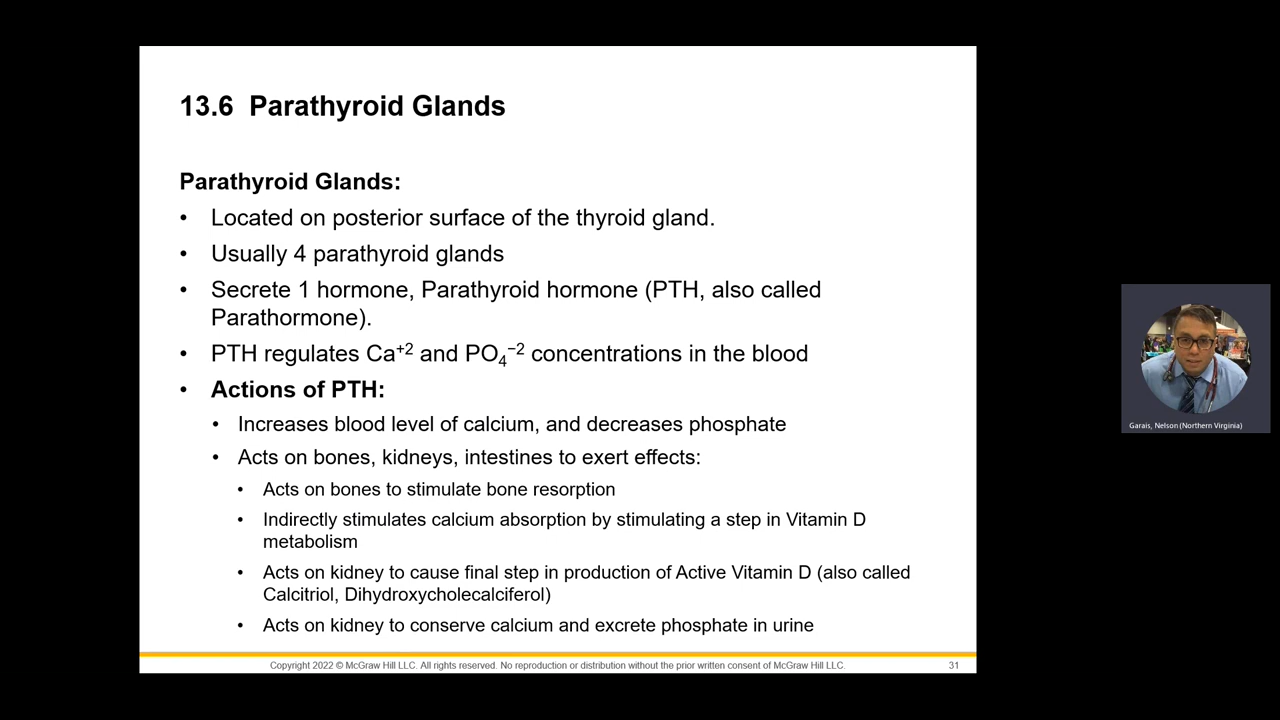 13.6 Parathyroid Glands
Parathyroid Glands:
• Located on posterior surface of the thyroid gland.
• Usually 4 parathyroid glands
• Secrete 1 hormone, Parathyroid hormone (PTH, also called
Parathormone).
• PTH regulates Ca⁺² and PO₄⁻² concentrations in the blood
• Actions of PTH:
• Increases blood level of calcium, and decreases phosphate
• Acts on bones, kidneys, intestines to exert effects:
• Acts on bones to stimulate bone resorption
• Indirectly stimulates calcium absorption by stimulating a step in Vitamin D
metabolism
• Acts on kidney to cause final step in production of Active Vitamin D (also called
Calcitriol, Dihydroxycholecalciferol)
• Acts on kidney to conserve calcium and excrete phosphate in urine
Copyright 2022 © McGraw Hill LLC. All rights reserved. No reproduction or distribution without the prior written consent of McGraw Hill LLC.
31
Garais, Nelson (Northern Virginia)